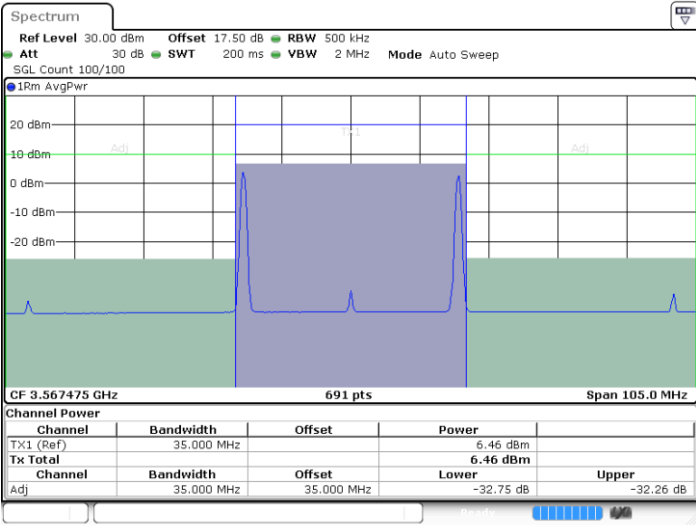 Spectrum
Ref Level 30.00 dBm Offset 17.50 dB RBW 500 kHz
Att 30 dB SWT 200 ms VBW 2 MHz Mode Auto Sweep
SGL Count 100/100
1Rm AvgPwr
20 dBm
Tx1
Adj Adj
10 dBm
0 dBm
-10 dBm
-20 dBm
CF 3.567475 GHz 691 pts Span 105.0 MHz
Channel Power
Channel Bandwidth Offset Power
TX1 (Ref) 35.000 MHz 6.46 dBm
Tx Total 6.46 dBm
Channel Bandwidth Offset Lower Upper
Adj 35.000 MHz 35.000 MHz -32.75 dB -32.26 dB
Ready